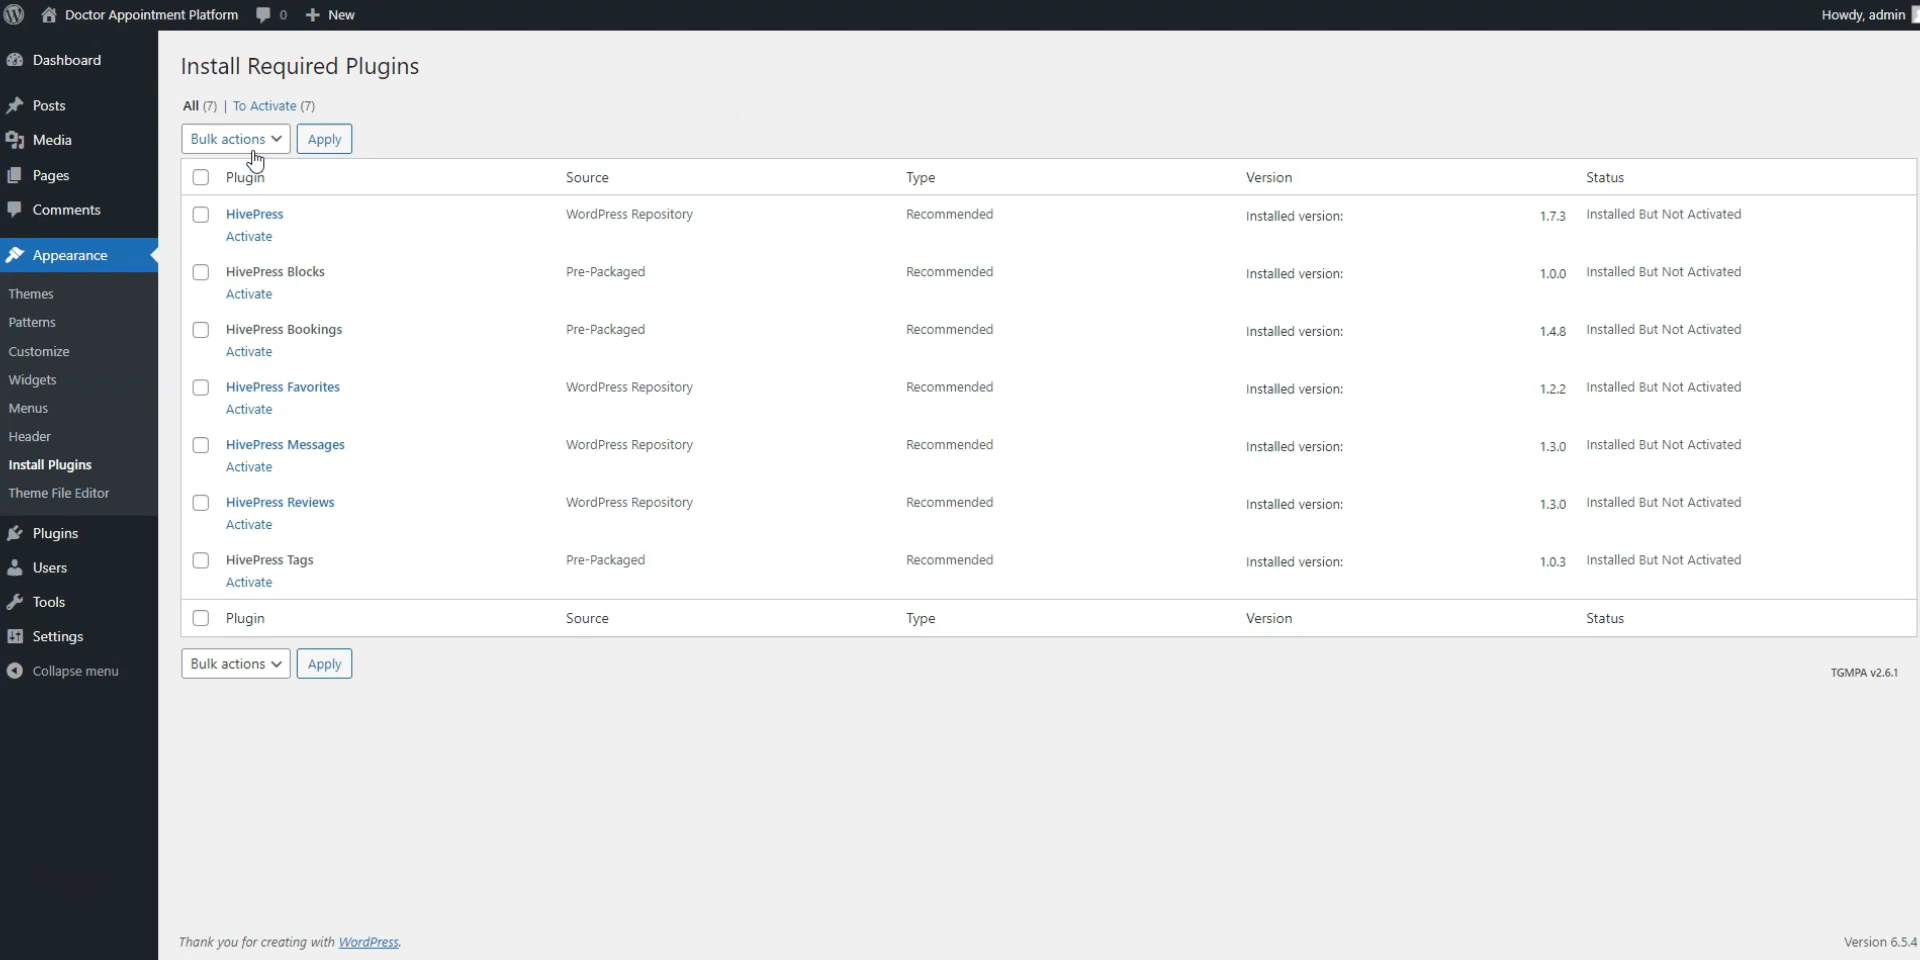 Doctor Appointment Platform 0 New Howdy, admin
Dashboard
Posts
Media
Pages
Comments
Appearance
Themes
Patterns
Customize
Widgets
Menus
Header
Install Plugins
Theme File Editor
Plugins
Users
Tools
Settings
Collapse menu
Install Required Plugins
All (7) | To Activate (7)
Bulk actions Apply
Plugin Source Type Version Status
HivePress WordPress Repository Recommended Installed version: 1.7.3 Installed But Not Activated
Activate
HivePress Blocks Pre-Packaged Recommended Installed version: 1.0.0 Installed But Not Activated
Activate
HivePress Bookings Pre-Packaged Recommended Installed version: 1.4.8 Installed But Not Activated
Activate
HivePress Favorites WordPress Repository Recommended Installed version: 1.2.2 Installed But Not Activated
Activate
HivePress Messages WordPress Repository Recommended Installed version: 1.3.0 Installed But Not Activated
Activate
HivePress Reviews WordPress Repository Recommended Installed version: 1.3.0 Installed But Not Activated
Activate
HivePress Tags Pre-Packaged Recommended Installed version: 1.0.3 Installed But Not Activated
Activate
Plugin Source Type Version Status
Bulk actions Apply
TGMPA v2.6.1
Thank you for creating with WordPress. Version 6.5.4